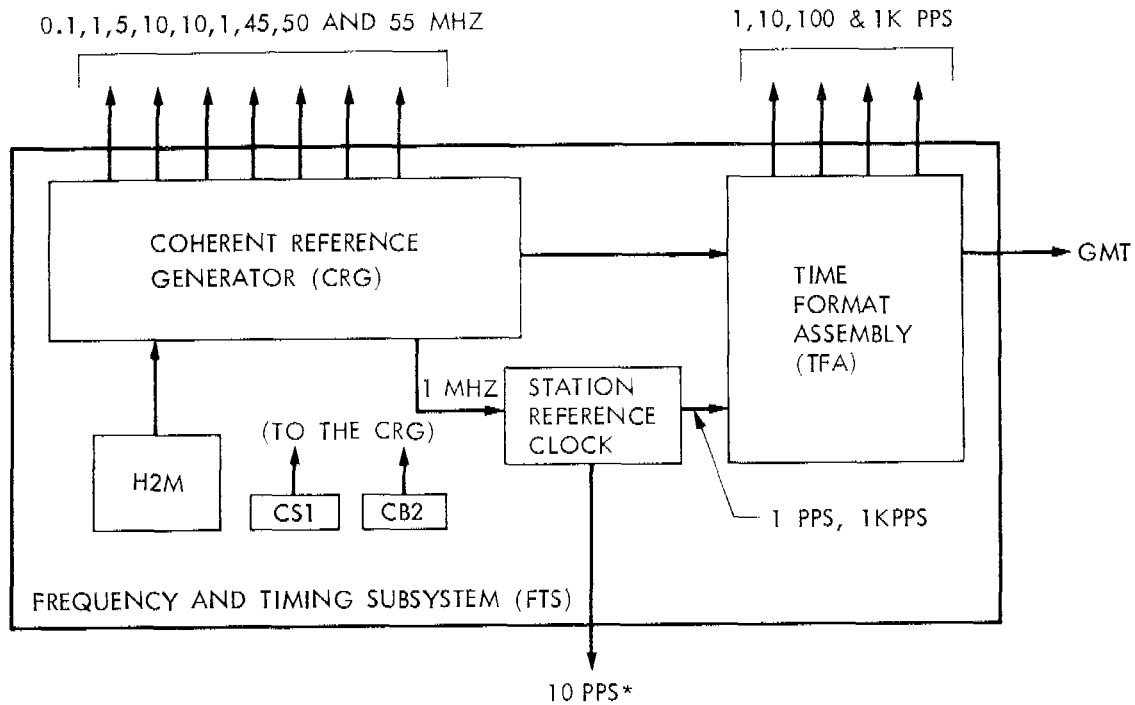 0.1,1,5,10,10,1,45,50 AND 55 MHZ
1,10,100 & 1K PPS
COHERENT REFERENCE
GENERATOR (CRG)
GMT
TIME
FORMAT
ASSEMBLY
(TFA)
1 MHZ
STATION
REFERENCE
CLOCK
(TO THE CRG)
H2M
CS1
CB2
1 PPS, 1KPPS
FREQUENCY AND TIMING SUBSYSTEM (FTS)
10 PPS*